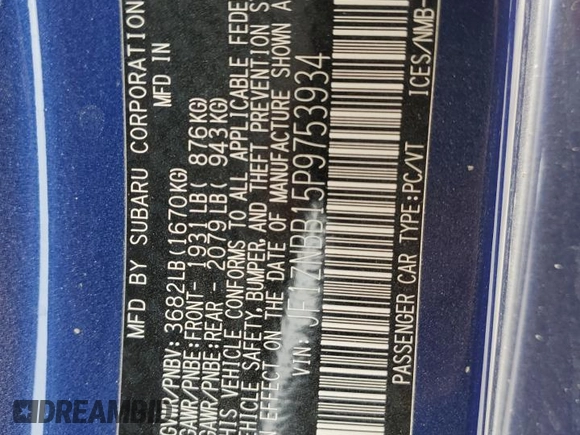 MFD BY SUBARU CORPORATION
MFD IN
GVWR/PNBV: 3682LB(1670KG)
GAWR/PNBE:FRONT- 1931LB( 876KG)
GAWR/PNBE:REAR - 2079LB( 943KG)
THIS VEHICLE CONFORMS TO ALL APPLICABLE FEDE
VEHICLE SAFETY, BUMPER, AND THEFT PREVENTION S
IN EFFECT ON THE DATE OF MANUFACTURE SHOWN A
VIN: JF1ZNBB15P9753934
PASSENGER CAR TYPE:PC/VT
ICES/NMB-
DREAMBID